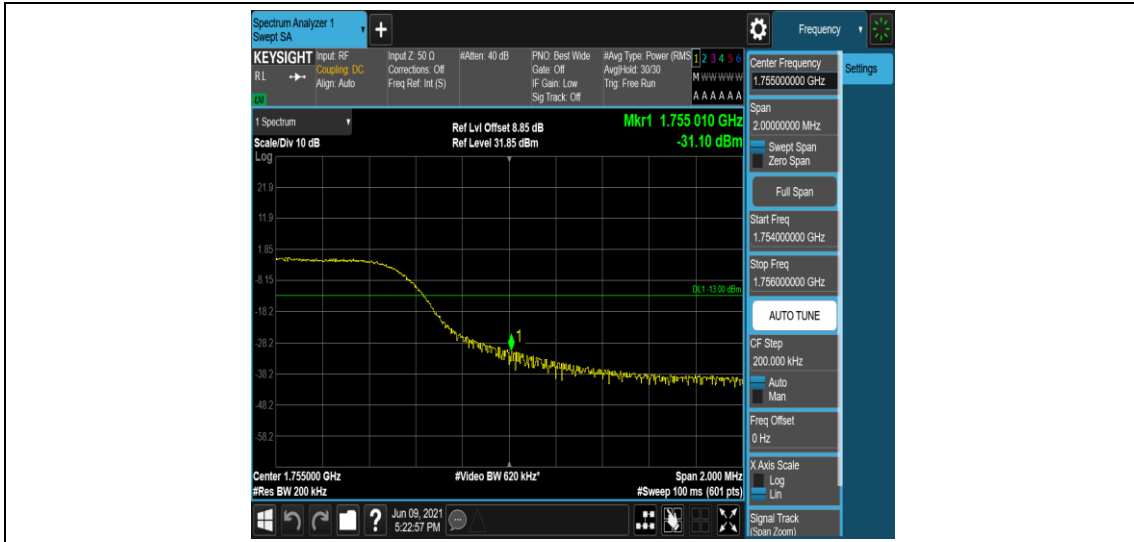 Spectrum Analyzer 1
Swept SA
Frequency
KEYSIGHT
RL
Input: RF
Coupling: DC
Align: Auto
Input Z: 50 Ω
Corrections: Off
Freq Ref: Int (S)
#Atten: 40 dB
PNO: Best Wide
Gate: Off
IF Gain: Low
Sig Track: Off
#Avg Type: Power (RMS
Avg|Hold: 30/30
Trig: Free Run
1 2 3 4 5 6
M W W W W W
A A A A A A
1 Spectrum
Scale/Div 10 dB
Log
Ref Lvl Offset 8.85 dB
Ref Level 31.85 dBm
Mkr1 1.755 010 GHz
-31.10 dBm
21.9
11.9
1.85
-8.15
-18.2
-28.2
-38.2
-48.2
-58.2
DL1 -13.00 dBm
1
Center 1.755000 GHz
#Res BW 200 kHz
#Video BW 620 kHz*
Span 2.000 MHz
#Sweep 100 ms (601 pts)
Jun 09, 2021
5:22:57 PM
Center Frequency
1.755000000 GHz
Settings
Span
2.00000000 MHz
Swept Span
Zero Span
Full Span
Start Freq
1.754000000 GHz
Stop Freq
1.756000000 GHz
AUTO TUNE
CF Step
200.000 kHz
Auto
Man
Freq Offset
0 Hz
X Axis Scale
Log
Lin
Signal Track
(Span Zoom)